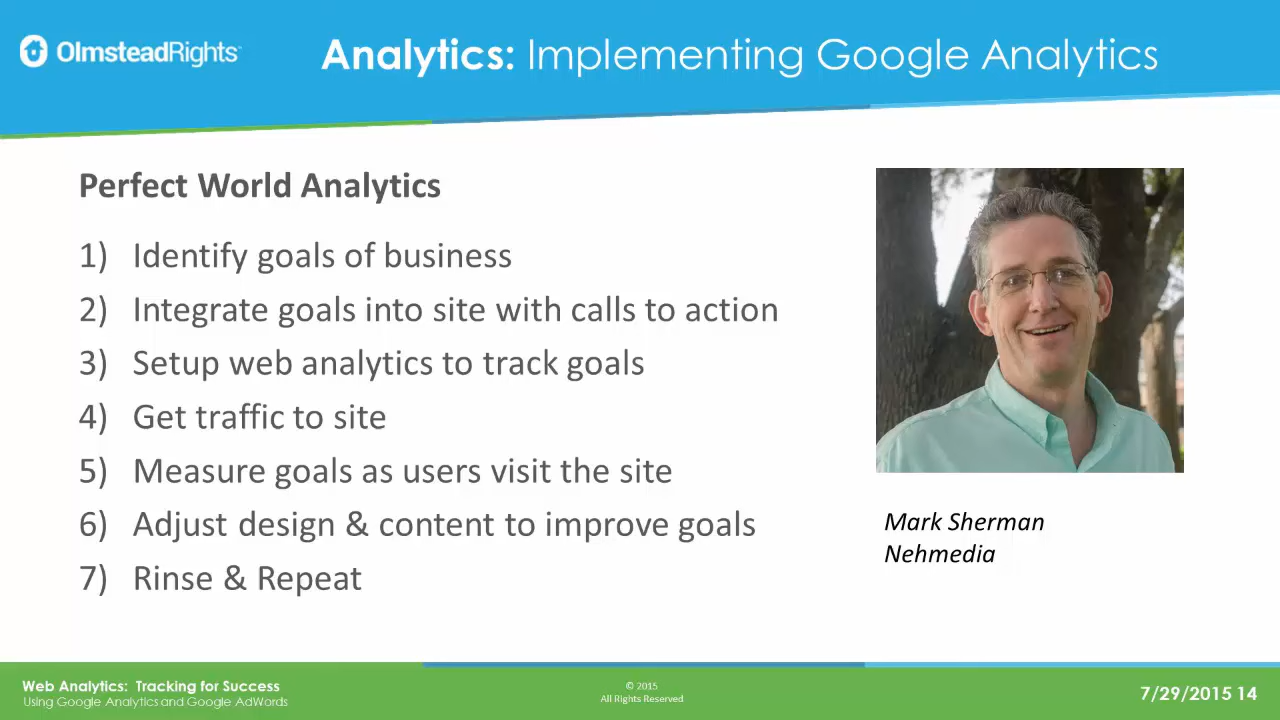 OlmsteadRights
Analytics: Implementing Google Analytics
Perfect World Analytics
1) Identify goals of business
2) Integrate goals into site with calls to action
3) Setup web analytics to track goals
4) Get traffic to site
5) Measure goals as users visit the site
6) Adjust design & content to improve goals
7) Rinse & Repeat
Mark Sherman
Nehmedia
Web Analytics: Tracking for Success
Using Google Analytics and Google AdWords
© 2015
All Rights Reserved
7/29/2015 14